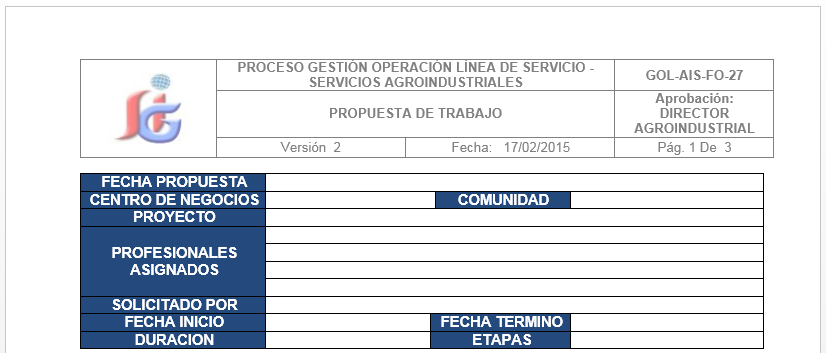 PROCESO GESTIÓN OPERACIÓN LÍNEA DE SERVICIO -
SERVICIOS AGROINDUSTRIALES
GOL-AIS-FO-27
PROPUESTA DE TRABAJO
Aprobación:
DIRECTOR
AGROINDUSTRIAL
Versión 2
Fecha: 17/02/2015
Pág. 1 De 3
FECHA PROPUESTA
CENTRO DE NEGOCIOS
COMUNIDAD
PROYECTO
PROFESIONALES
ASIGNADOS
SOLICITADO POR
FECHA INICIO
FECHA TERMINO
DURACION
ETAPAS